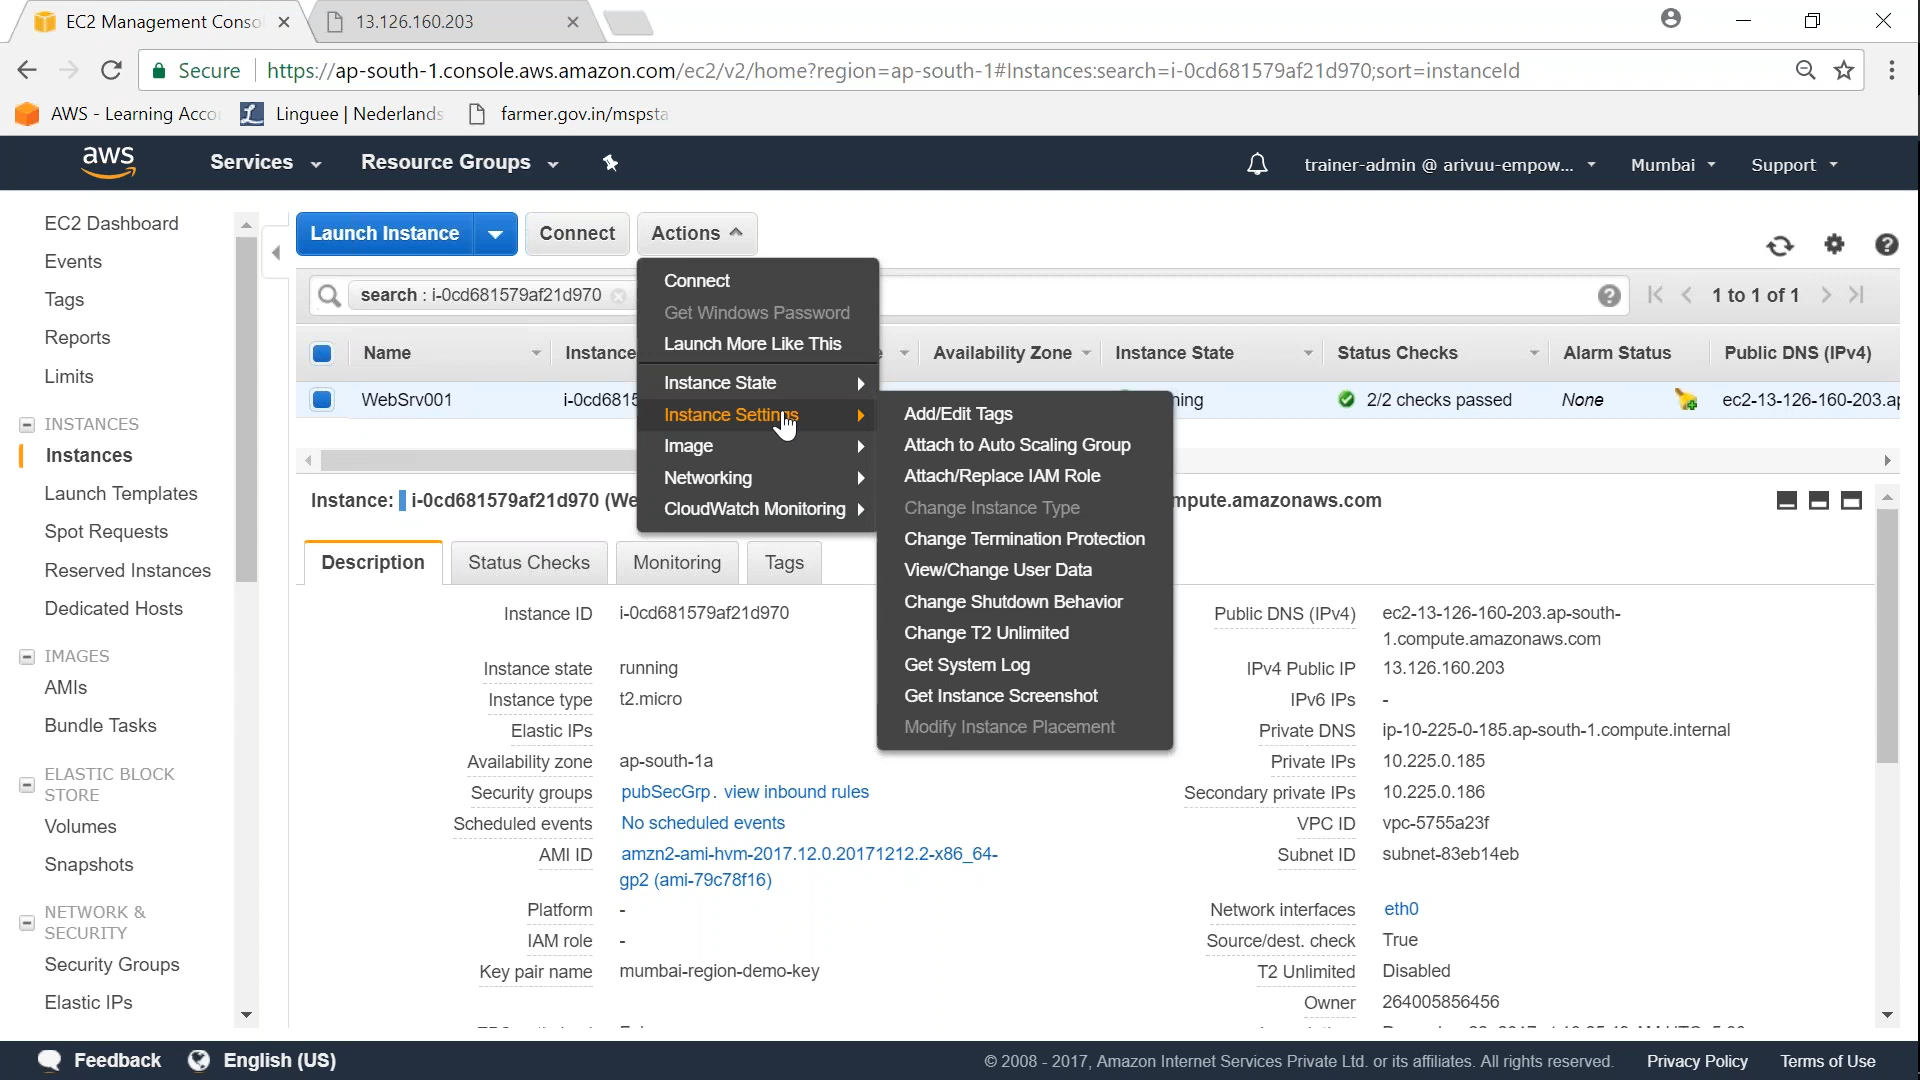 EC2 Management Conso
13.126.160.203
Secure
https://ap-south-1.console.aws.amazon.com/ec2/v2/home?region=ap-south-1#Instances:search=i-0cd681579af21d970;sort=instanceId
AWS - Learning Acco
Linguee | Nederlands
farmer.gov.in/mspsta
aws
Services
Resource Groups
trainer-admin @ arivuu-empow...
Mumbai
Support
EC2 Dashboard
Events
Tags
Reports
Limits
INSTANCES
Instances
Launch Templates
Spot Requests
Reserved Instances
Dedicated Hosts
IMAGES
AMIs
Bundle Tasks
ELASTIC BLOCK
STORE
Volumes
Snapshots
NETWORK &
SECURITY
Security Groups
Elastic IPs
Launch Instance
Connect
Actions
search : i-0cd681579af21d970
1 to 1 of 1
Name
Instance
Availability Zone
Instance State
Status Checks
Alarm Status
Public DNS (IPv4)
WebSrv001
i-0cd6815
ning
2/2 checks passed
None
ec2-13-126-160-203.a
Connect
Get Windows Password
Launch More Like This
Instance State
Instance Settings
Image
Networking
CloudWatch Monitoring
Add/Edit Tags
Attach to Auto Scaling Group
Attach/Replace IAM Role
Change Instance Type
Change Termination Protection
View/Change User Data
Change Shutdown Behavior
Change T2 Unlimited
Get System Log
Get Instance Screenshot
Modify Instance Placement
Instance: i-0cd681579af21d970 (We
mpute.amazonaws.com
Description
Status Checks
Monitoring
Tags
Instance ID i-0cd681579af21d970
Instance state running
Instance type t2.micro
Elastic IPs
Availability zone ap-south-1a
Security groups pubSecGrp. view inbound rules
Scheduled events No scheduled events
AMI ID amzn2-ami-hvm-2017.12.0.20171212.2-x86_64-
gp2 (ami-79c78f16)
Platform -
IAM role -
Key pair name mumbai-region-demo-key
Public DNS (IPv4) ec2-13-126-160-203.ap-south-
1.compute.amazonaws.com
IPv4 Public IP 13.126.160.203
IPv6 IPs -
Private DNS ip-10-225-0-185.ap-south-1.compute.internal
Private IPs 10.225.0.185
Secondary private IPs 10.225.0.186
VPC ID vpc-5755a23f
Subnet ID subnet-83eb14eb
Network interfaces eth0
Source/dest. check True
T2 Unlimited Disabled
Owner 264005856456
Feedback
English (US)
© 2008 - 2017, Amazon Internet Services Private Ltd. or its affiliates. All rights reserved.
Privacy Policy
Terms of Use